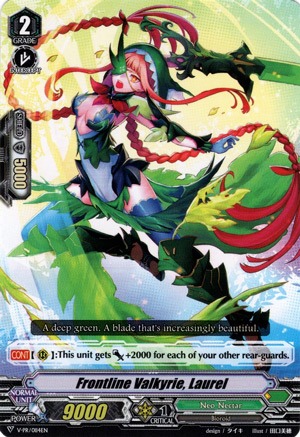 2
GRADE
INTERCEPT
SHIELD
5000
A deep green. A blade that's increasingly beautiful.
CONT [ ]:This unit gets +2000 for each of your other rear-guards.
NORMAL UNIT
Frontline Valkyrie, Laurel
Neo Nectar
Bioroid
POWER
9000
1
CRITICAL
V-PR/0114EN
design / タイキ illust / 田口美穂